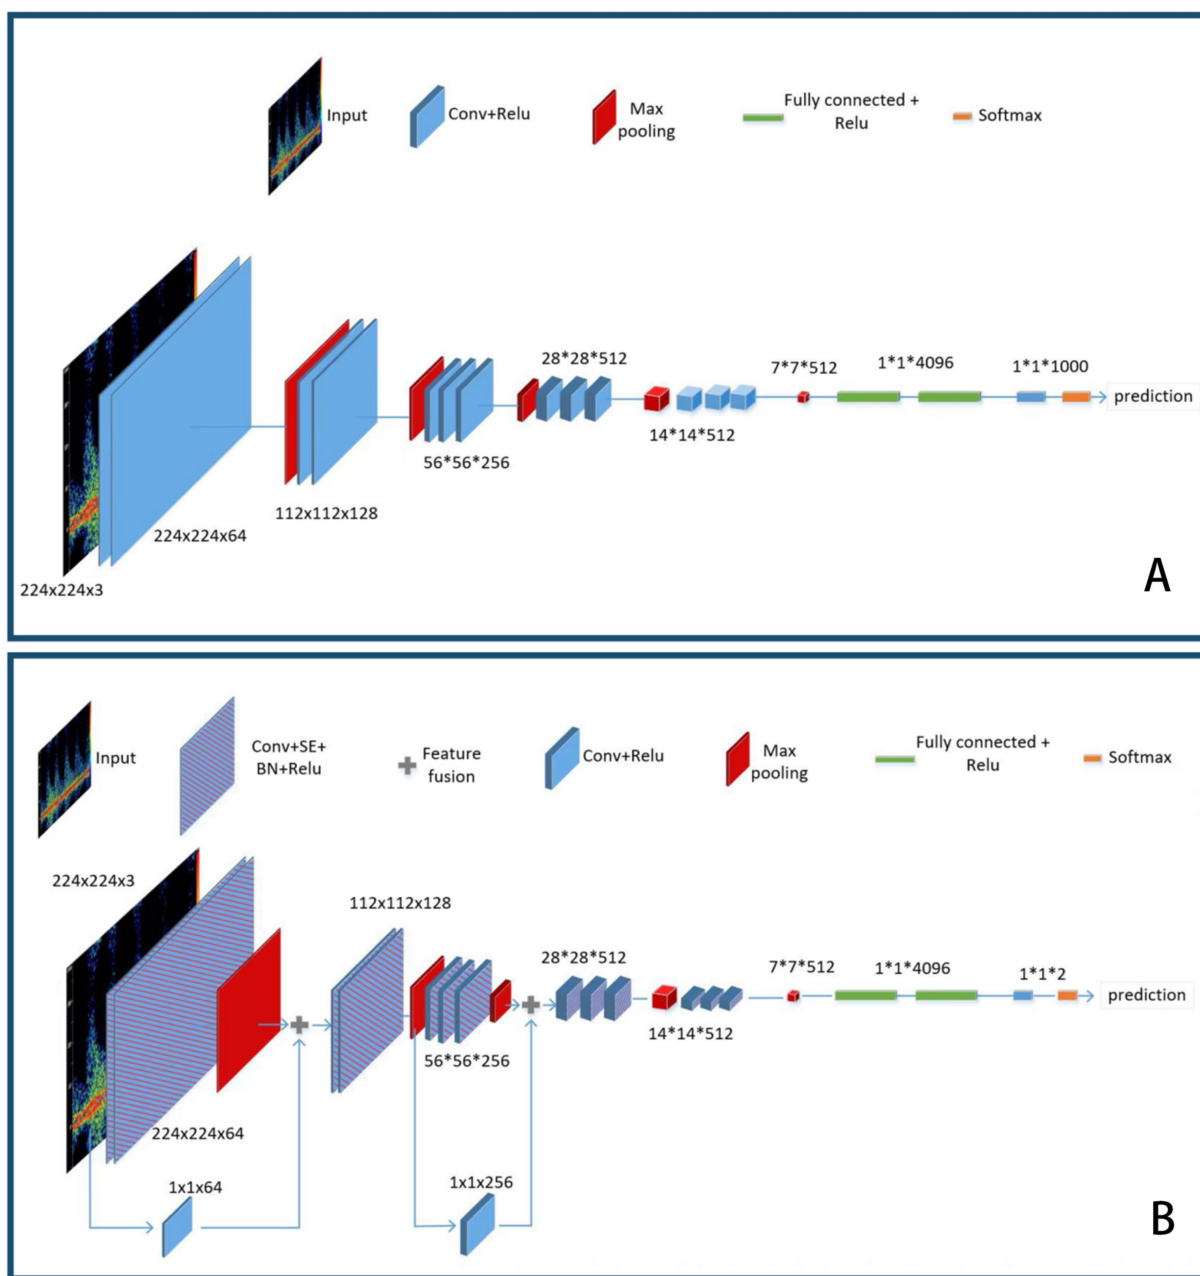 Input
Conv+Relu
Max
pooling
Fully connected +
Relu
Softmax
28*28*512
7*7*512
1*1*4096
1*1*1000
prediction
14*14*512
56*56*256
112x112x128
224x224x64
224x224x3
A
Input
Conv+SE+
BN+Relu
Feature
fusion
Conv+Relu
Max
pooling
Fully connected +
Relu
Softmax
224x224x3
112x112x128
28*28*512
7*7*512
1*1*4096
1*1*2
prediction
14*14*512
56*56*256
224x224x64
1x1x64
1x1x256
B